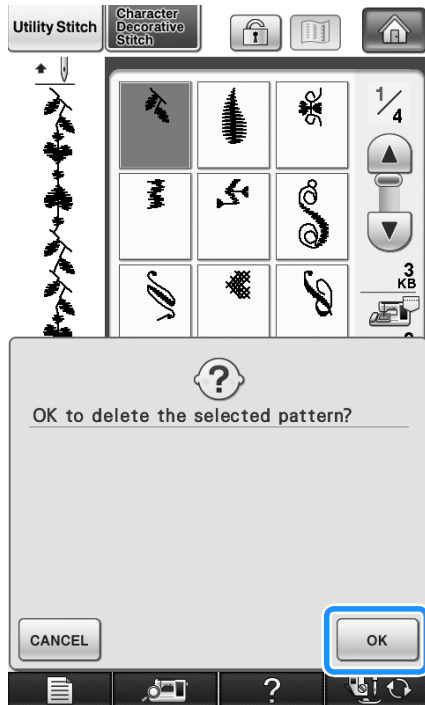 Utility Stitch
Character
Decorative
Stitch
1/4
3
KB
?
OK to delete the selected pattern?
CANCEL
OK
?